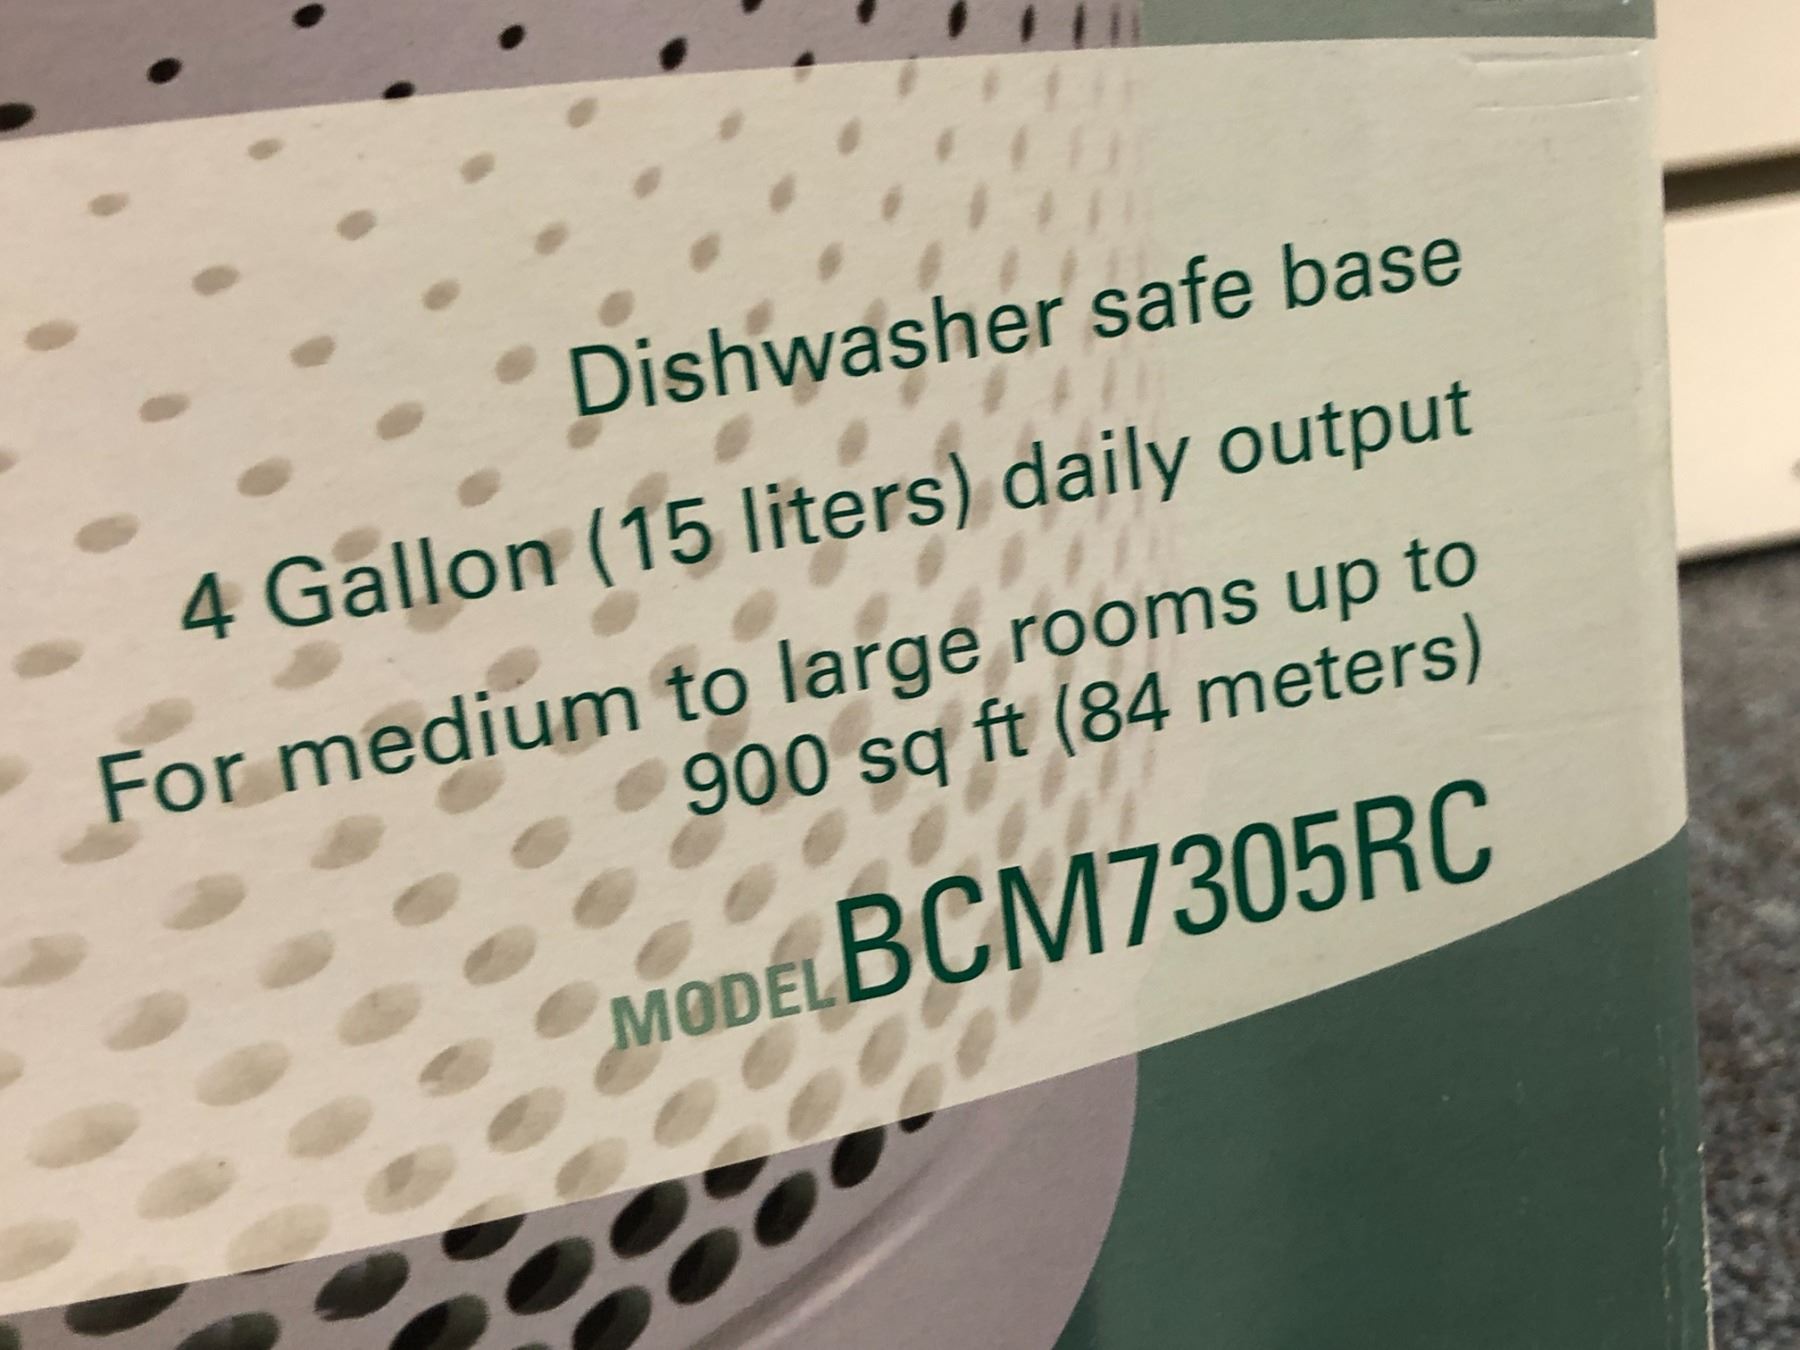 Dishwasher safe base
4 Gallon (15 liters) daily output
For medium to large rooms up to
900 sq ft (84 meters)
MODEL BCM7305RC